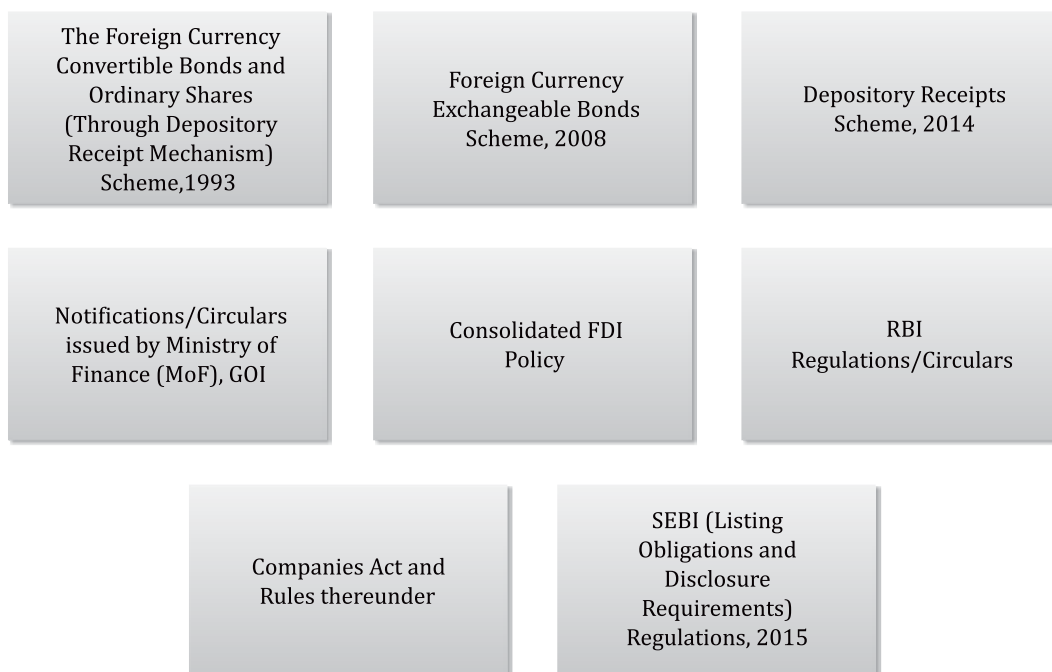 The Foreign Currency
Convertible Bonds and
Ordinary Shares
(Through Depository
Receipt Mechanism)
Scheme,1993
Foreign Currency
Exchangeable Bonds
Scheme, 2008
Depository Receipts
Scheme, 2014
Notifications/Circulars
issued by Ministry of
Finance (MoF), GOI
Consolidated FDI
Policy
RBI
Regulations/Circulars
Companies Act and
Rules thereunder
SEBI (Listing
Obligations and
Disclosure
Requirements)
Regulations, 2015